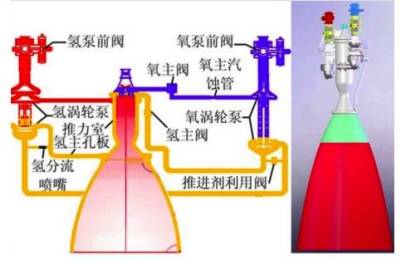 氢泵前阀
氧泵前阀
氧主阀
氧主汽
蚀管
氢涡轮泵
氧涡轮泵
推力室
氢主孔板
氢主阀
氢分流
喷嘴
推进剂利用阀